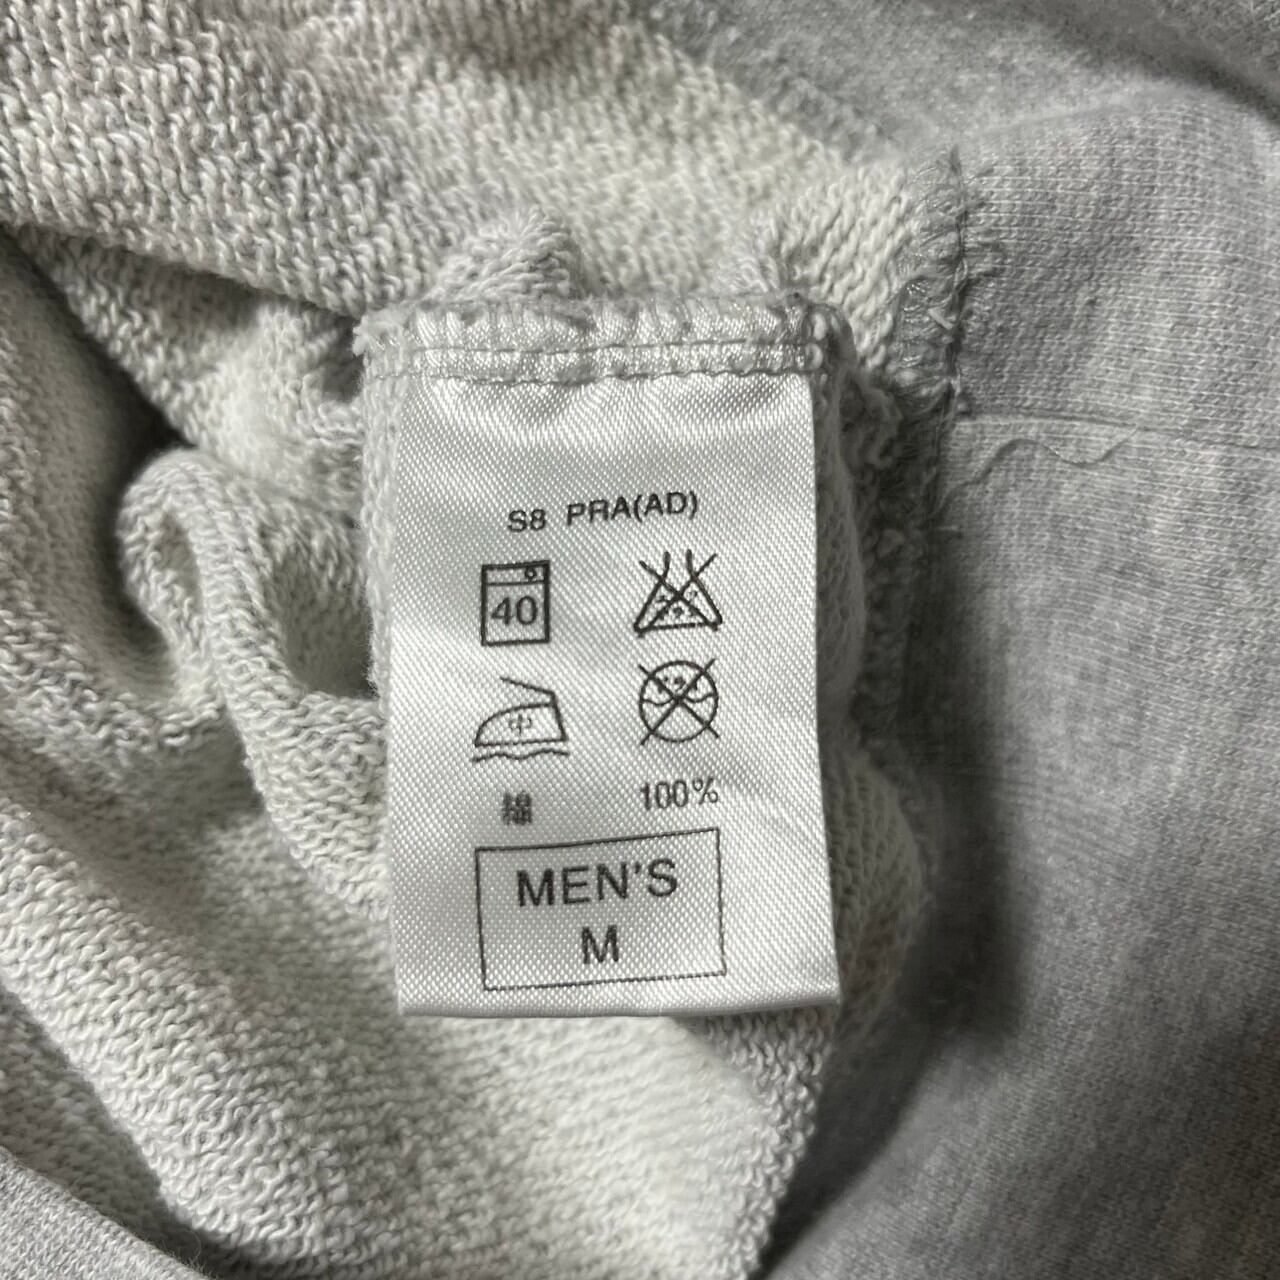 S8 PRA(AD)
40
中
綿 100%
MEN'S
M